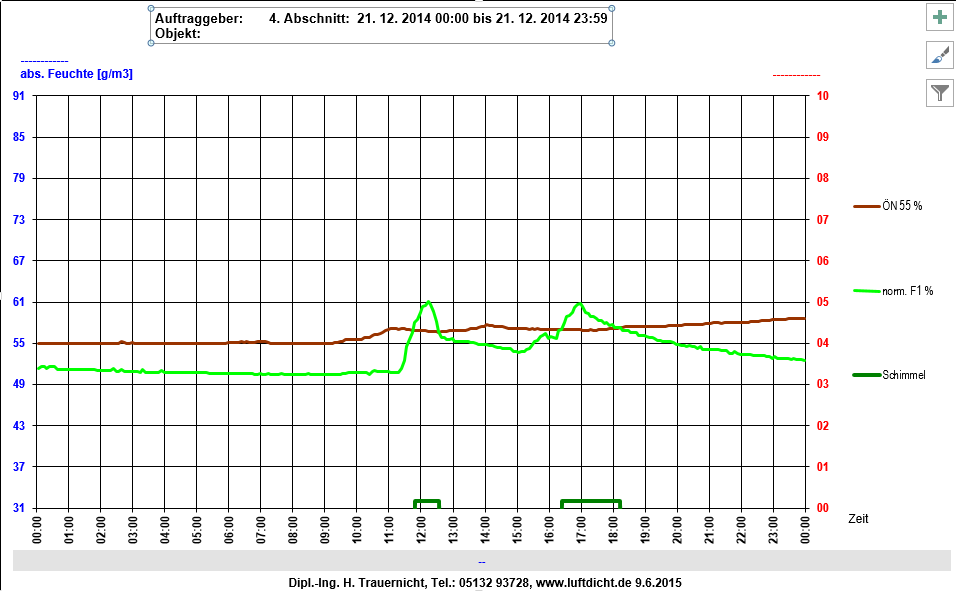 Auftraggeber: 4. Abschnitt: 21. 12. 2014 00:00 bis 21. 12. 2014 23:59
Objekt:
------------
abs. Feuchte [g/m3]
------------
91 10
85 09
79 08
73 07
67 06
61 05
55 04
49 03
43 02
37 01
31 00
ÖN 55 %
norm. F1 %
Schimmel
00:00 01:00 02:00 03:00 04:00 05:00 06:00 07:00 08:00 09:00 10:00 11:00 12:00 13:00 14:00 15:00 16:00 17:00 18:00 19:00 20:00 21:00 22:00 23:00 00:00
Zeit
--
Dipl.-Ing. H. Trauernicht, Tel.: 05132 93728, www.luftdicht.de 9.6.2015